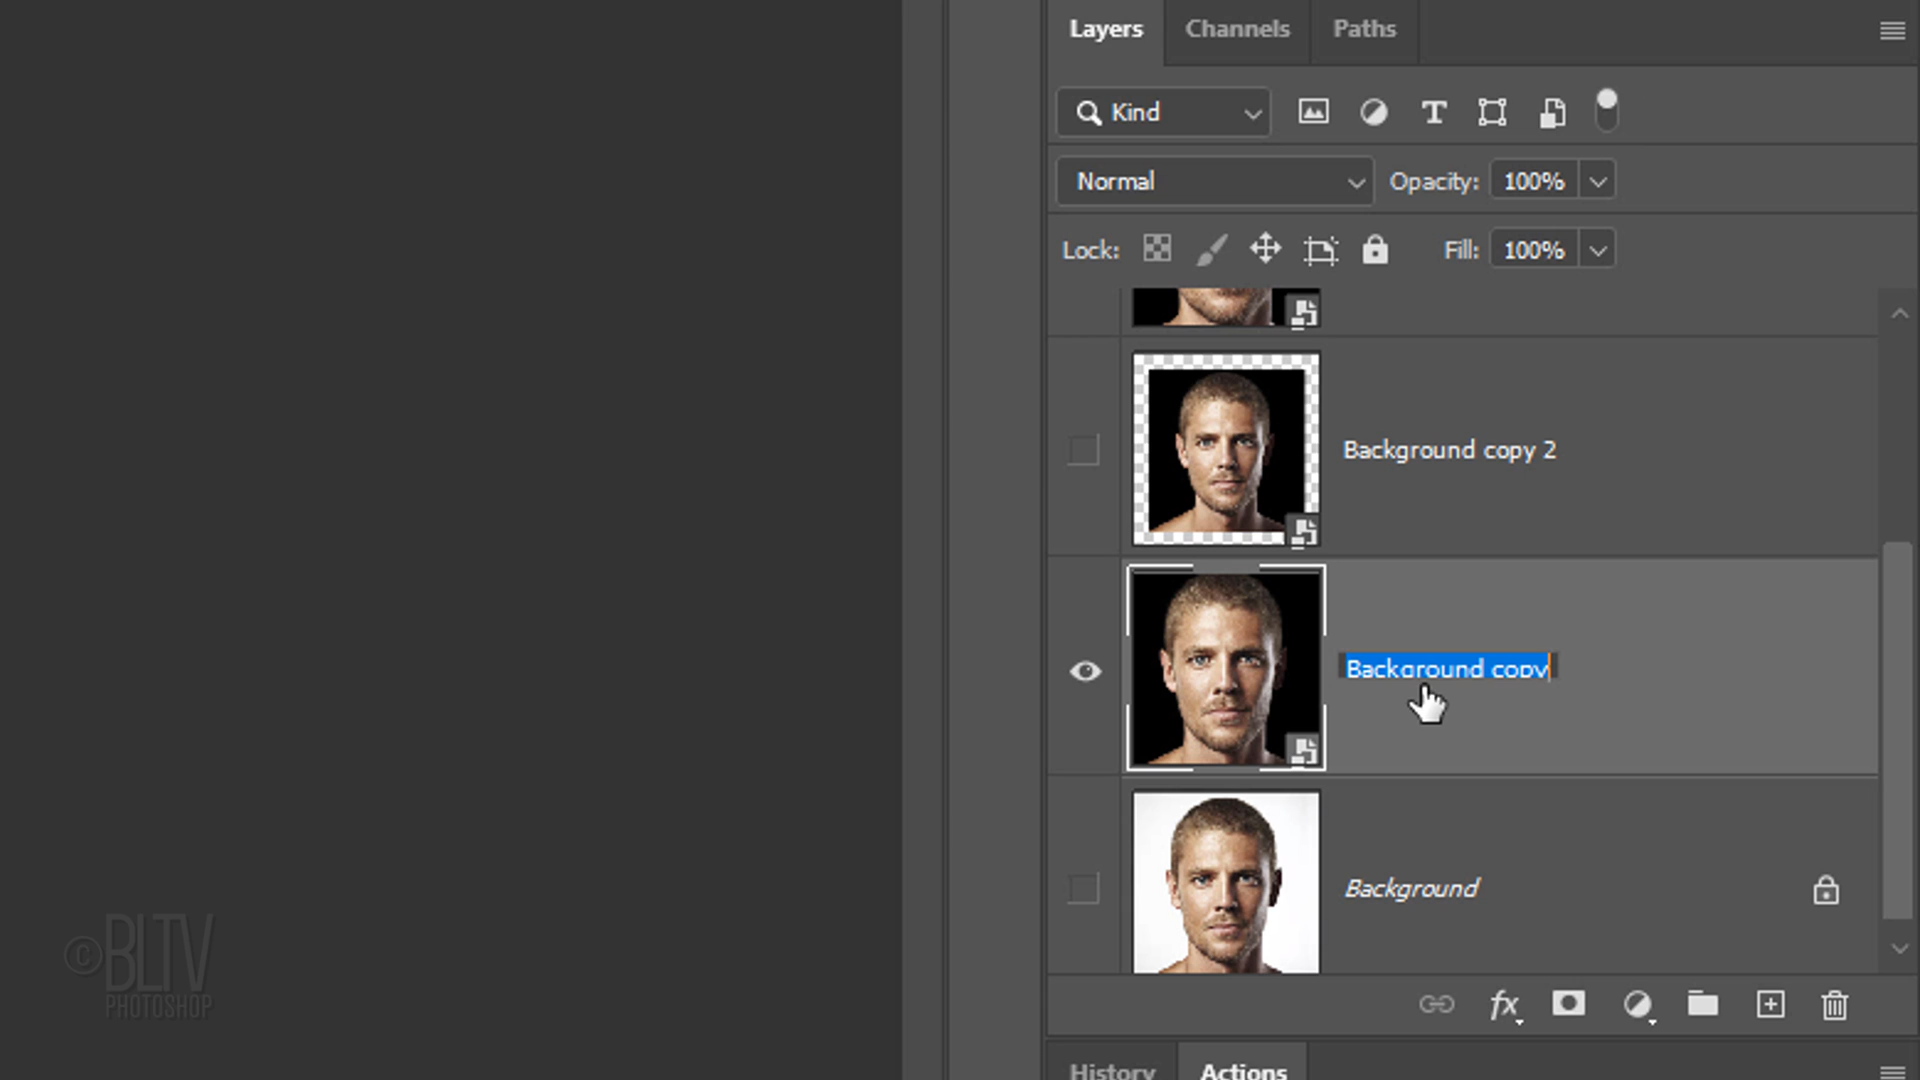 Layers Channels Paths
Kind
Normal Opacity: 100%
Lock: Fill: 100%
Background copy 2
Background copy
Background
fx
© BLTV
PHOTOSHOP
History Actions